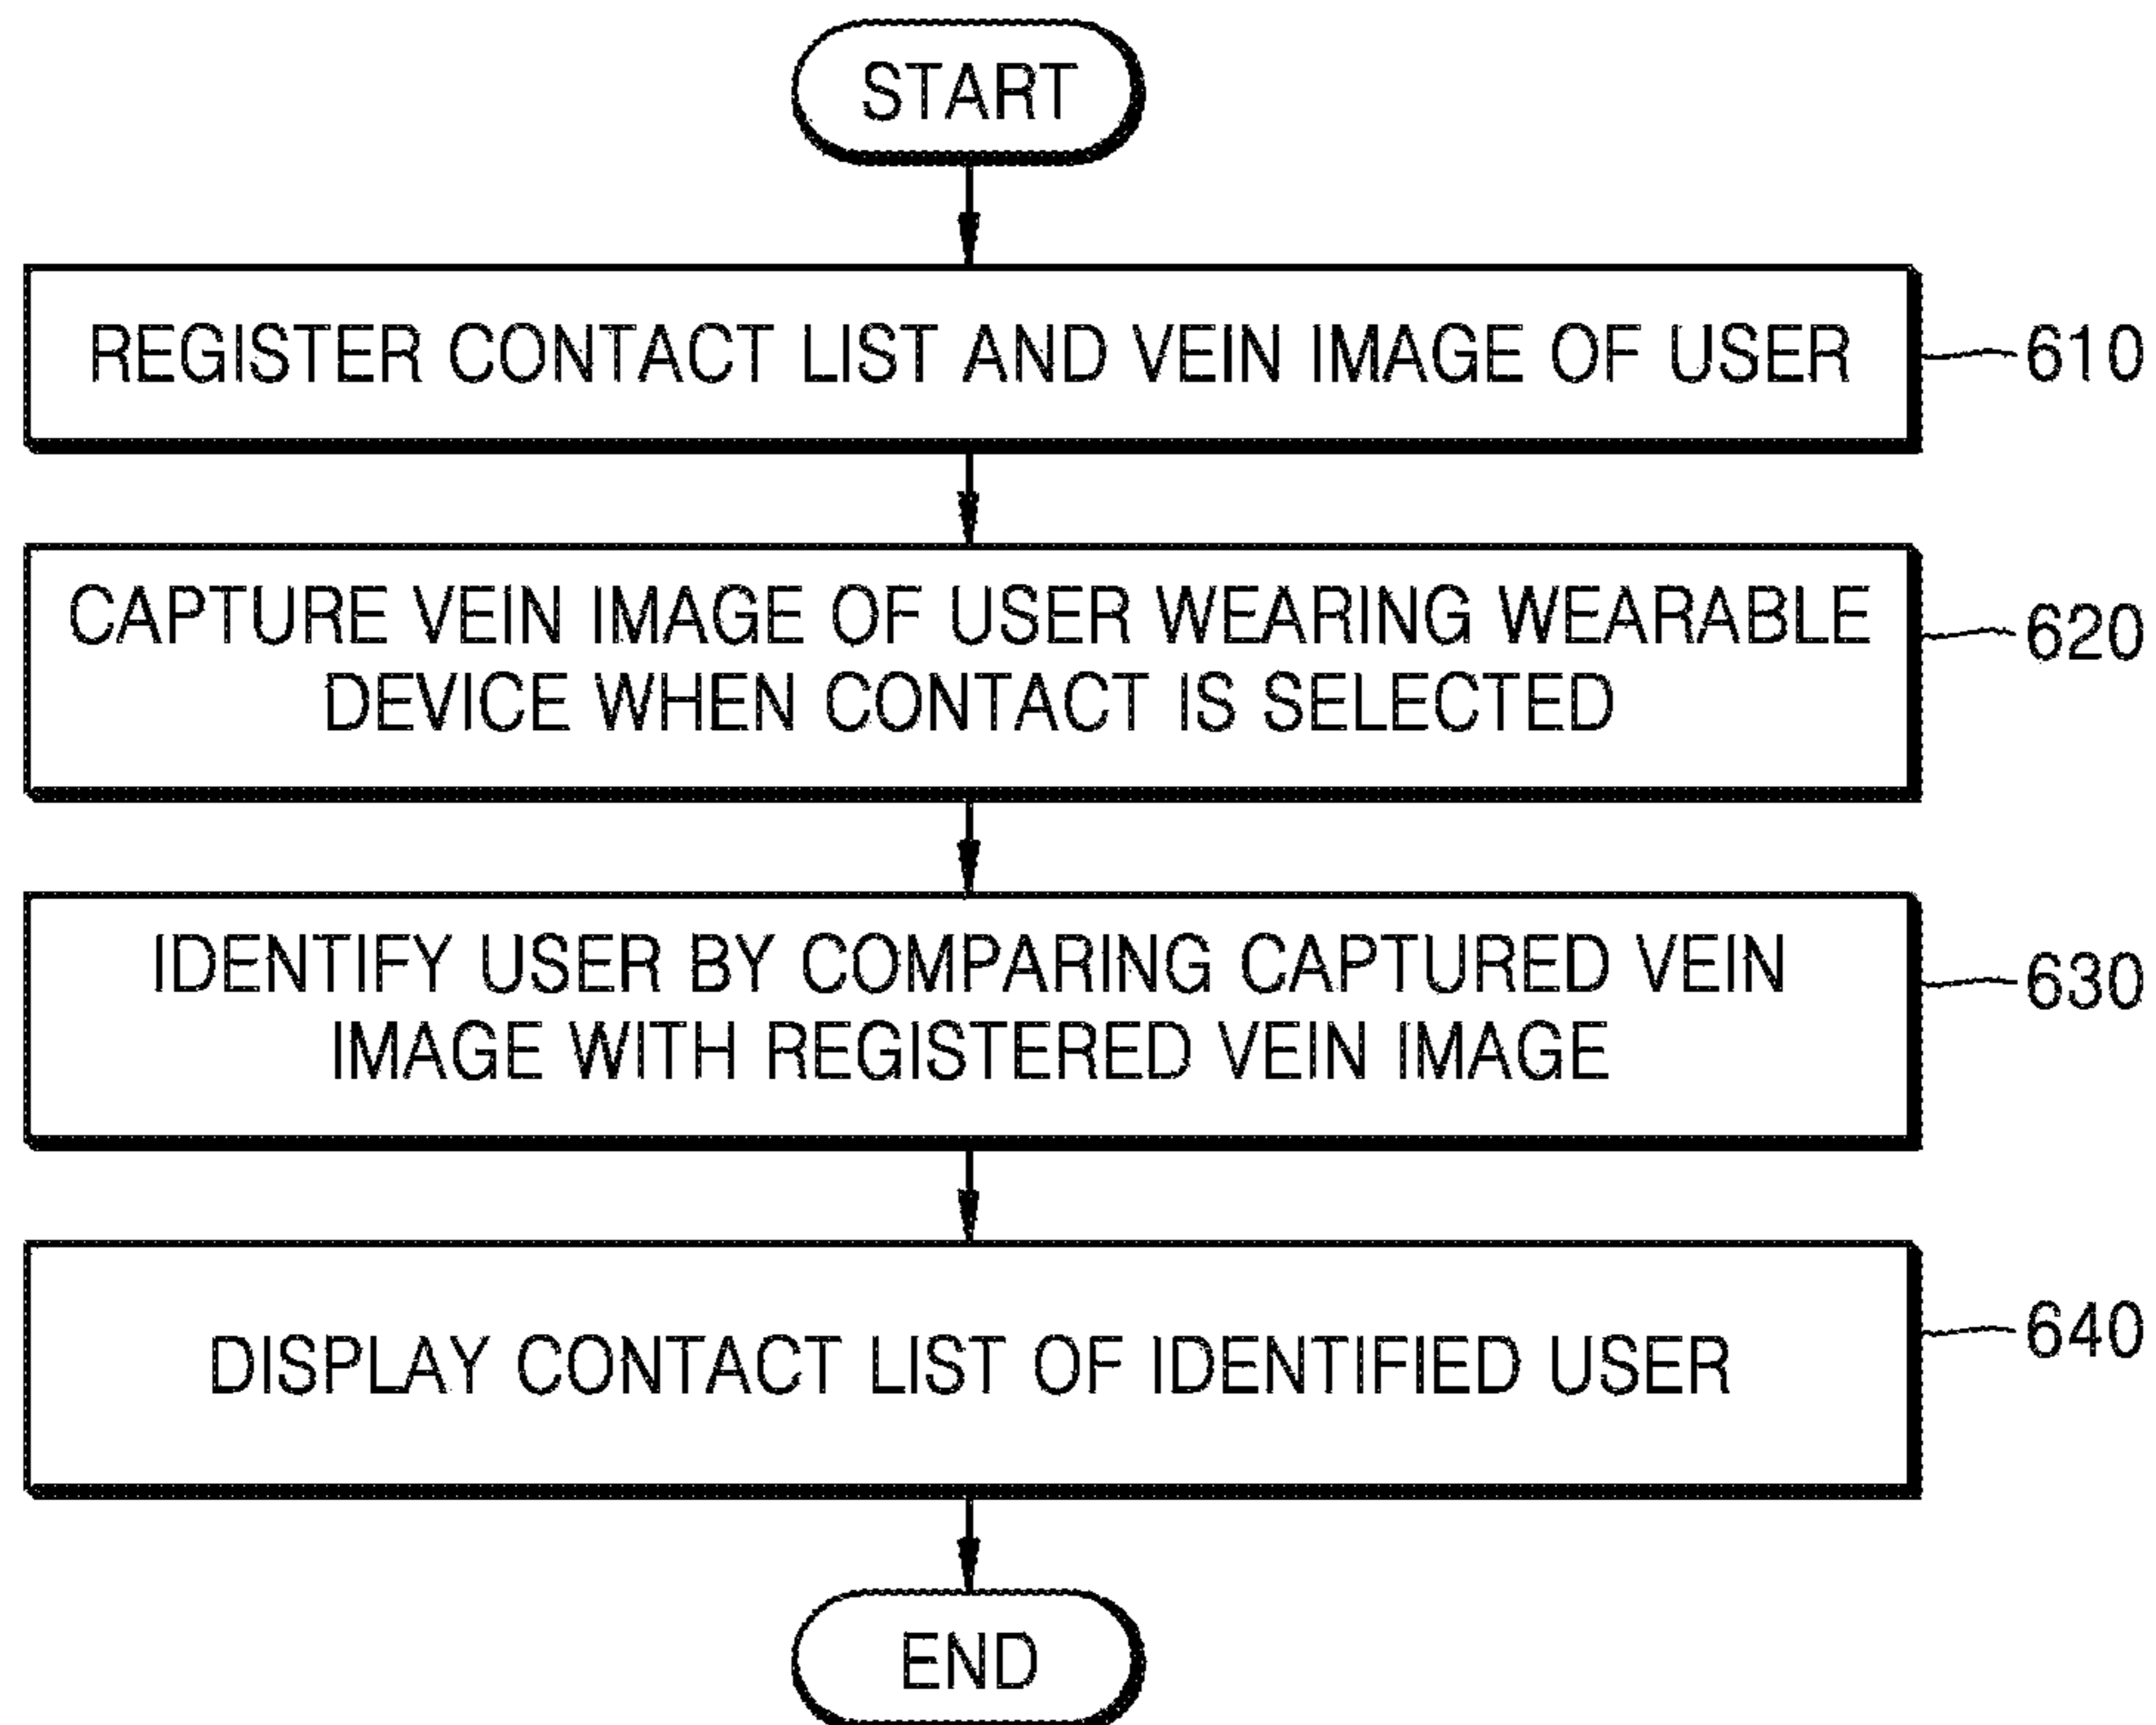 START
REGISTER CONTACT LIST AND VEIN IMAGE OF USER
610
CAPTURE VEIN IMAGE OF USER WEARING WEARABLE
DEVICE WHEN CONTACT IS SELECTED
620
IDENTIFY USER BY COMPARING CAPTURED VEIN
IMAGE WITH REGISTERED VEIN IMAGE
630
DISPLAY CONTACT LIST OF IDENTIFIED USER
640
END